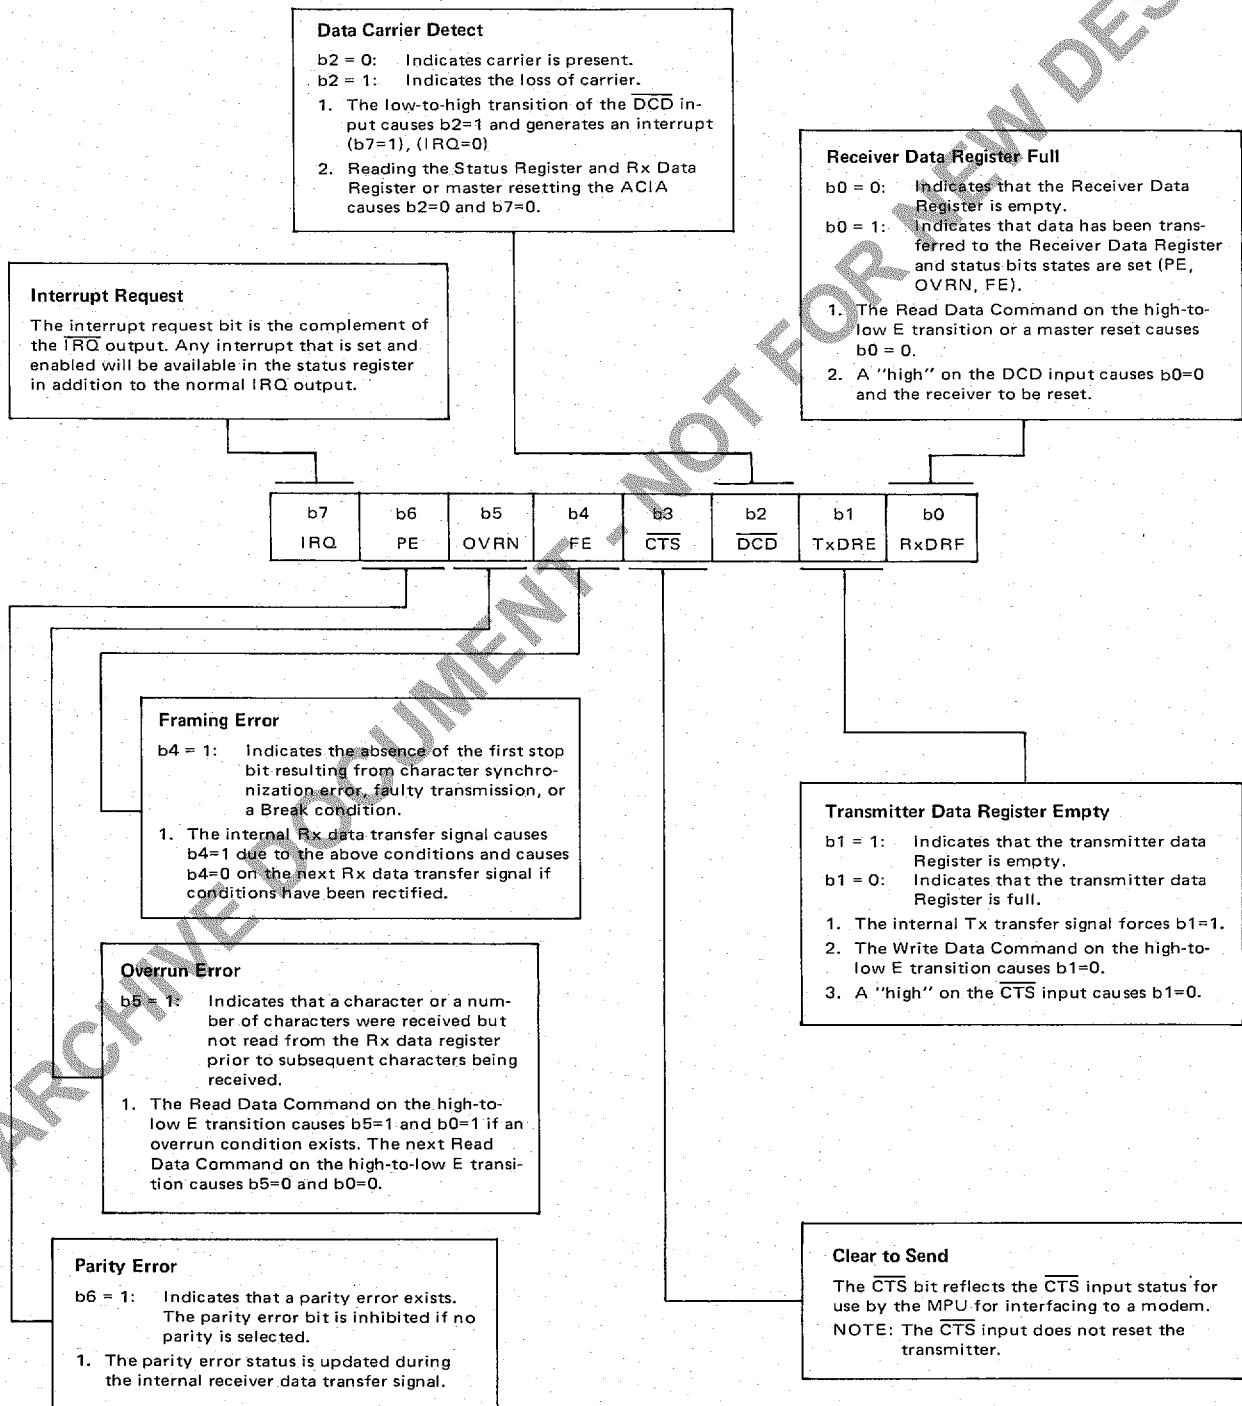 Data Carrier Detect
b2 = 0: Indicates carrier is present.
b2 = 1: Indicates the loss of carrier.
1. The low-to-high transition of the D̅C̅D̅ in-
put causes b2=1 and generates an interrupt
(b7=1), (IRQ=0)
2. Reading the Status Register and Rx Data
Register or master resetting the ACIA
causes b2=0 and b7=0.
Receiver Data Register Full
b0 = 0: Indicates that the Receiver Data
Register is empty.
b0 = 1: Indicates that data has been trans-
ferred to the Receiver Data Register
and status bits states are set (PE,
OVRN, FE).
1. The Read Data Command on the high-to-
low E transition or a master reset causes
b0 = 0.
2. A "high" on the DCD input causes b0=0
and the receiver to be reset.
Interrupt Request
The interrupt request bit is the complement of
the I̅R̅Q̅ output. Any interrupt that is set and
enabled will be available in the status register
in addition to the normal IRQ output.
b7 b6 b5 b4 b3 b2 b1 b0
IRQ PE OVRN FE C̅T̅S̅ D̅C̅D̅ TxDRE RxDRF
Framing Error
b4 = 1: Indicates the absence of the first stop
bit resulting from character synchro-
nization error, faulty transmission, or
a Break condition.
1. The internal Rx data transfer signal causes
b4=1 due to the above conditions and causes
b4=0 on the next Rx data transfer signal if
conditions have been rectified.
Transmitter Data Register Empty
b1 = 1: Indicates that the transmitter data
Register is empty.
b1 = 0: Indicates that the transmitter data
Register is full.
1. The internal Tx transfer signal forces b1=1.
2. The Write Data Command on the high-to-
low E transition causes b1=0.
3. A "high" on the C̅T̅S̅ input causes b1=0.
Overrun Error
b5 = 1: Indicates that a character or a num-
ber of characters were received but
not read from the Rx data register
prior to subsequent characters being
received.
1. The Read Data Command on the high-to-
low E transition causes b5=1 and b0=1 if an
overrun condition exists. The next Read
Data Command on the high-to-low E transi-
tion causes b5=0 and b0=0.
Parity Error
b6 = 1: Indicates that a parity error exists.
The parity error bit is inhibited if no
parity is selected.
1. The parity error status is updated during
the internal receiver data transfer signal.
Clear to Send
The C̅T̅S̅ bit reflects the C̅T̅S̅ input status for
use by the MPU for interfacing to a modem.
NOTE: The C̅T̅S̅ input does not reset the
transmitter.
ARCHIVE DOCUMENT - NOT FOR NEW DES